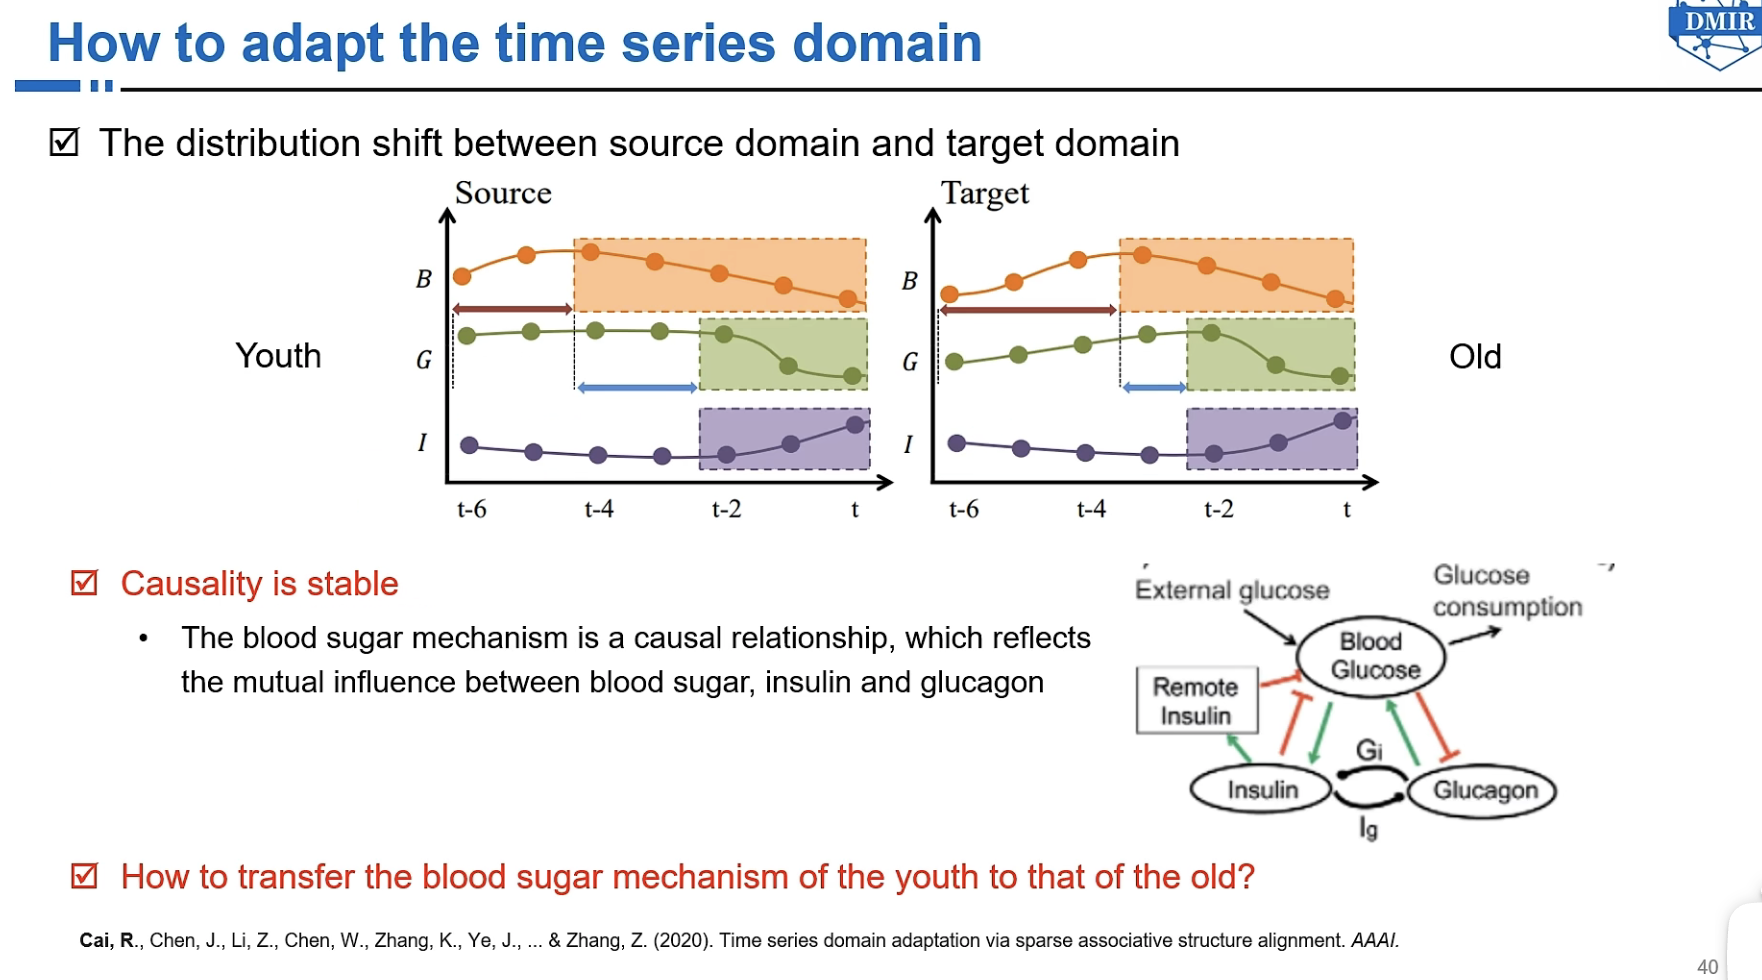 How to adapt the time series domain
DMIR
The distribution shift between source domain and target domain
Source
Target
B
B
Youth
G
G
Old
I
I
t-6
t-4
t-2
t
t-6
t-4
t-2
t
Causality is stable
• The blood sugar mechanism is a causal relationship, which reflects
the mutual influence between blood sugar, insulin and glucagon
External glucose
Glucose
consumption
Blood
Glucose
Remote
Insulin
Gi
Insulin
Glucagon
Ig
How to transfer the blood sugar mechanism of the youth to that of the old?
Cai, R., Chen, J., Li, Z., Chen, W., Zhang, K., Ye, J., ... & Zhang, Z. (2020). Time series domain adaptation via sparse associative structure alignment. AAAI.
40